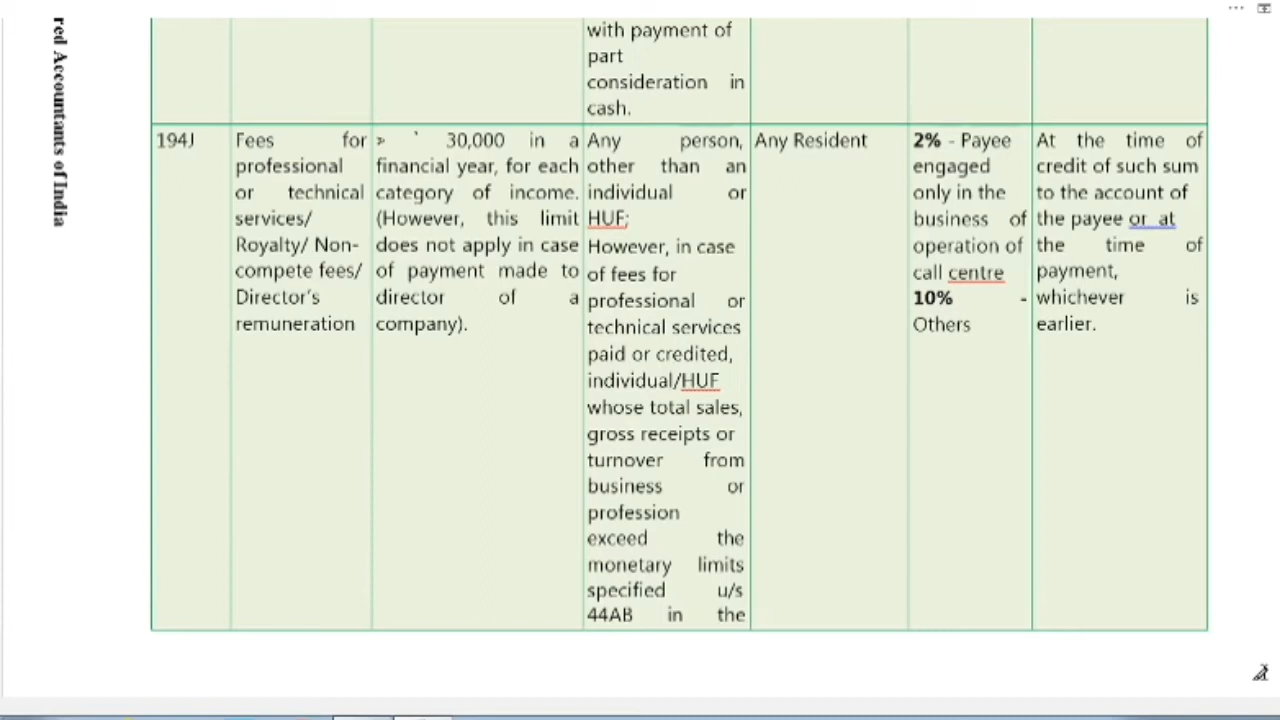 red Accountants of India
with payment of
part
consideration in
cash.
194J
Fees for
professional
or technical
services/
Royalty/ Non-
compete fees/
Director's
remuneration
> ` 30,000 in a
financial year, for each
category of income.
(However, this limit
does not apply in case
of payment made to
director of a
company).
Any person,
other than an
individual or
HUF;
However, in case
of fees for
professional or
technical services
paid or credited,
individual/HUF
whose total sales,
gross receipts or
turnover from
business or
profession
exceed the
monetary limits
specified u/s
44AB in the
Any Resident
2% - Payee
engaged
only in the
business of
operation of
call centre
10% -
Others
At the time of
credit of such sum
to the account of
the payee or at
the time of
payment,
whichever is
earlier.